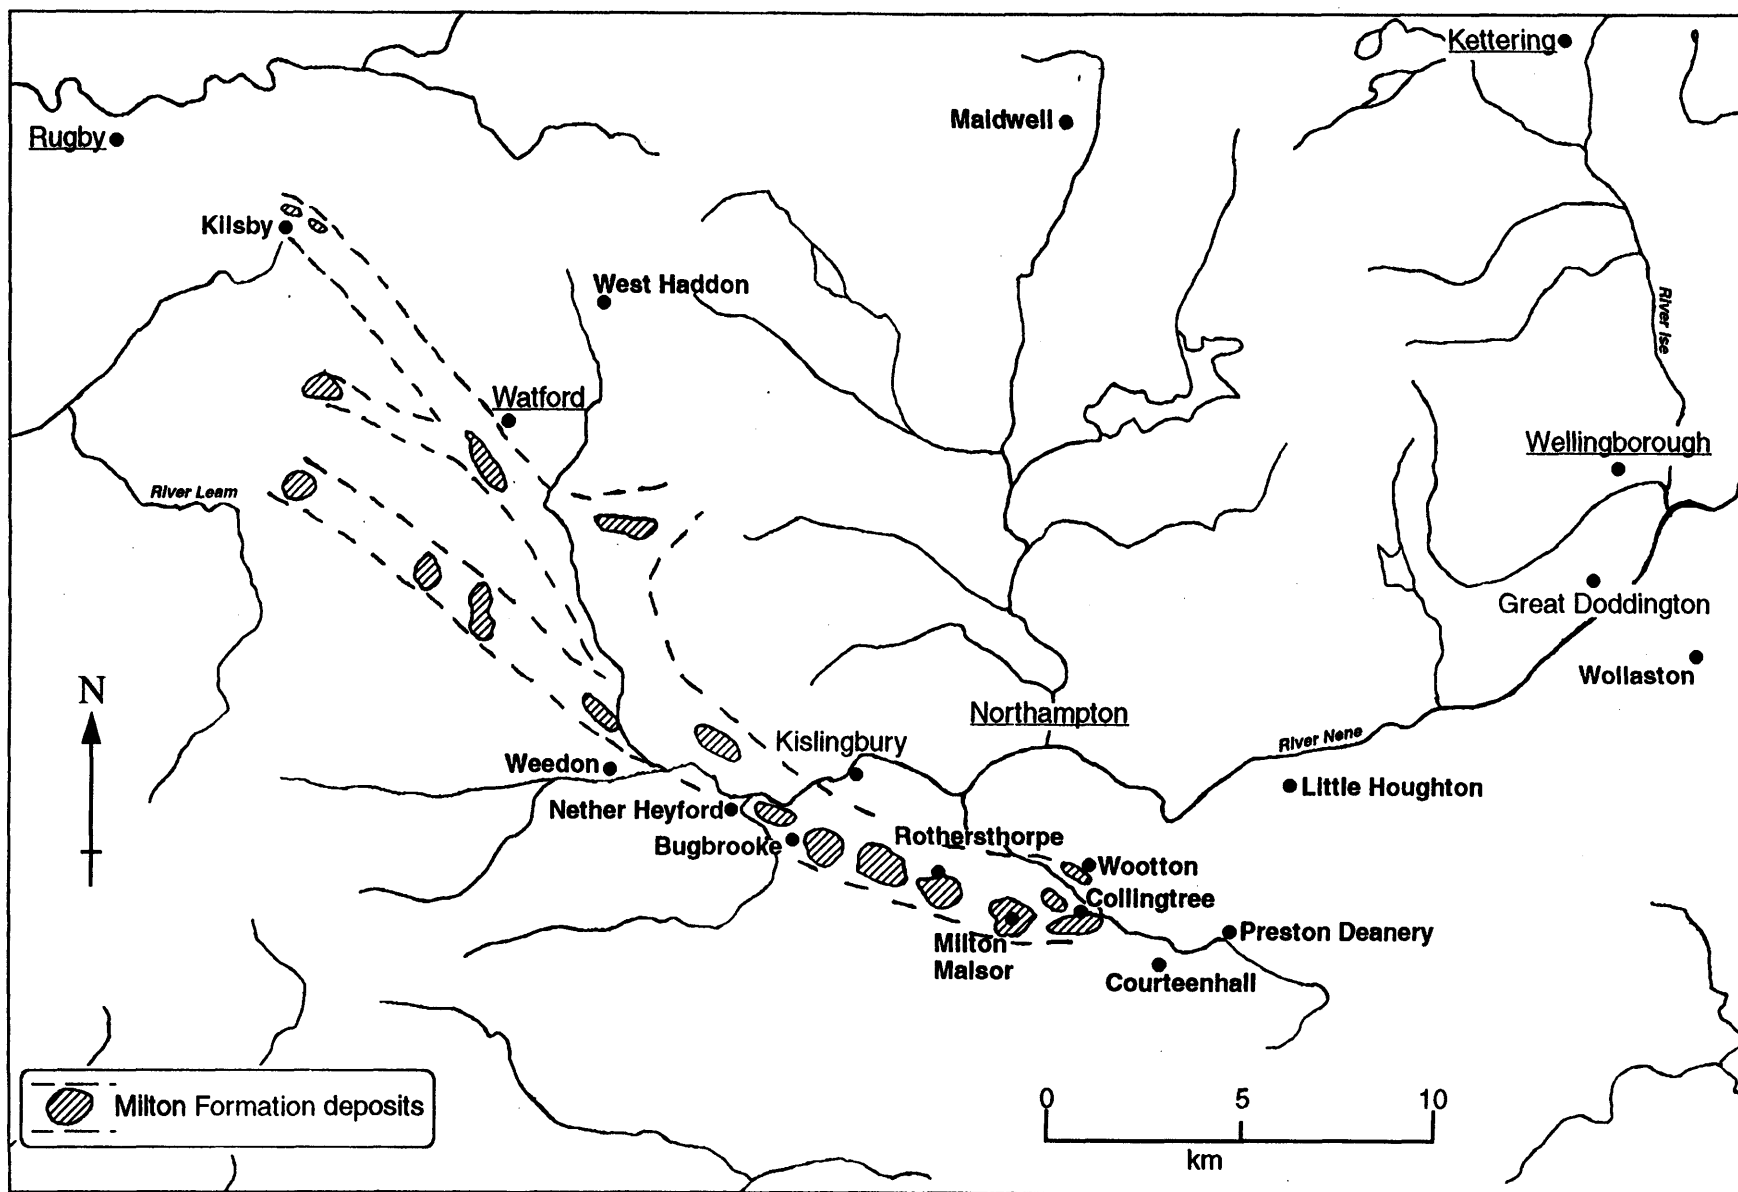 Kettering
Maidwell
Rugby
Kilsby
West Haddon
River Ise
Watford
Wellingborough
River Leam
Great Doddington
Wollaston
N
Northampton
Kislingbury
River Nene
Weedon
Little Houghton
Nether Heyford
Rothersthorpe
Bugbrooke
Wootton
Collingtree
Preston Deanery
Milton
Malsor
Courteenhall
Milton Formation deposits
0 5 10
km